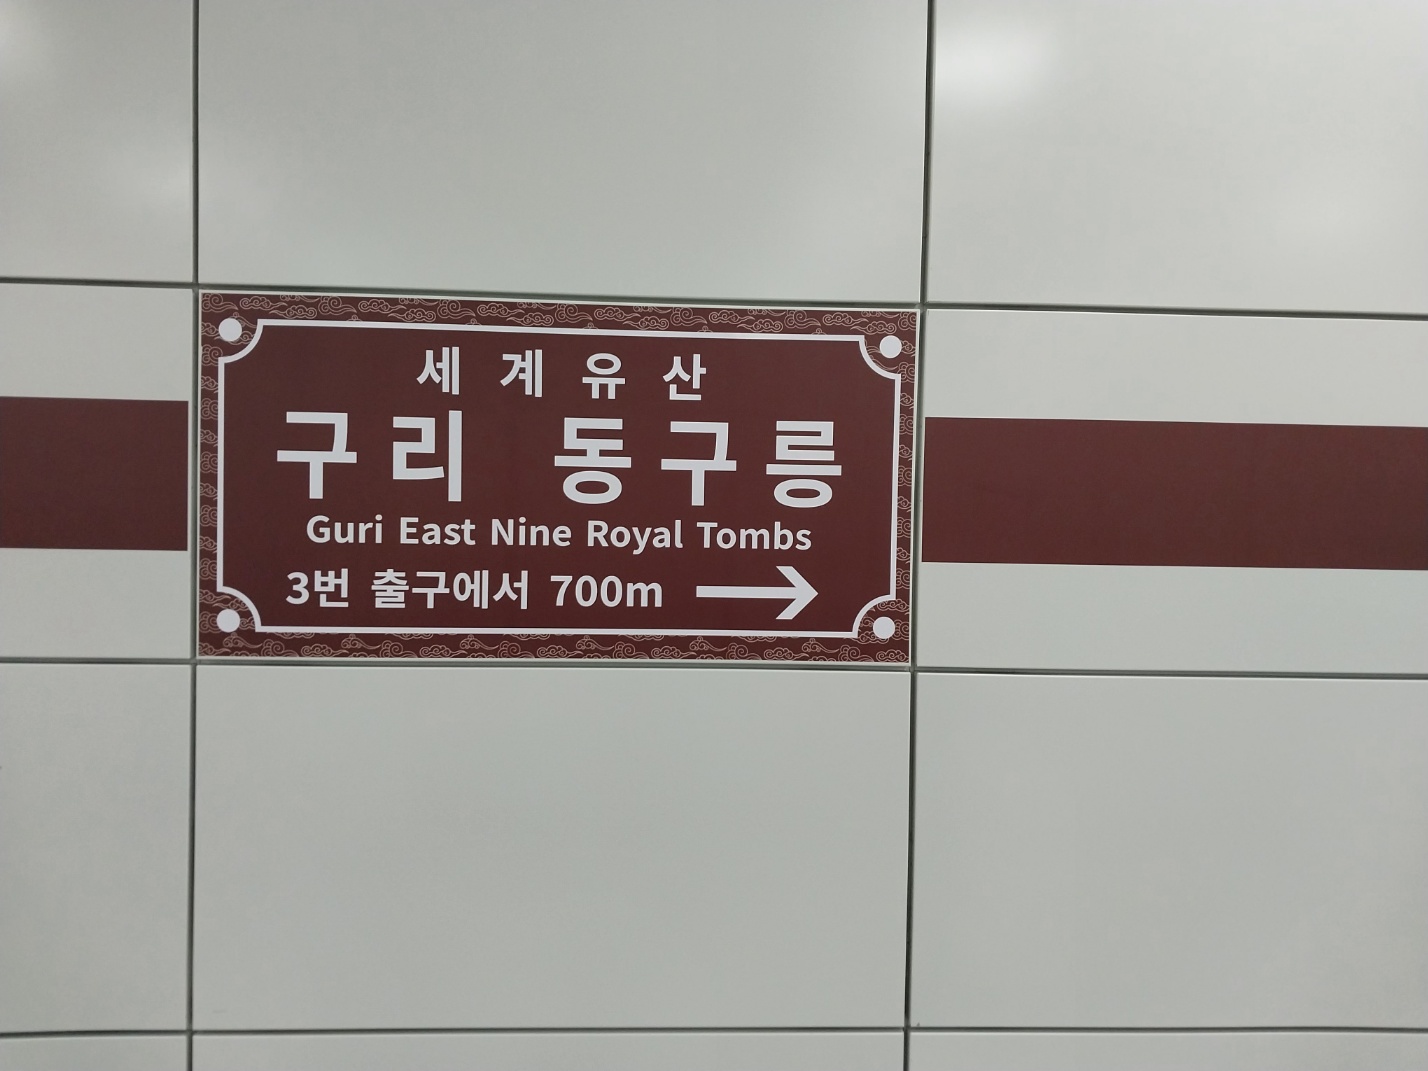 세계유산
구리 동구릉
Guri East Nine Royal Tombs
3번 출구에서 700m →